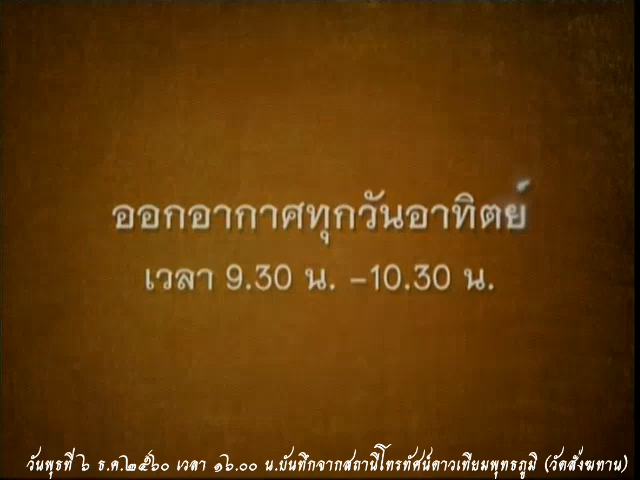 ออกอากาศทุกวันอาทิตย์
เวลา 9.30 น. –10.30 น.
วันพุธที่ ๖ ธ.ค.๒๕๖๐ เวลา ๑๖.๐๐ น.บันทึกจากสถานีโทรทัศน์ดาวเทียมพุทธภูมิ (วัดสังฆทาน)